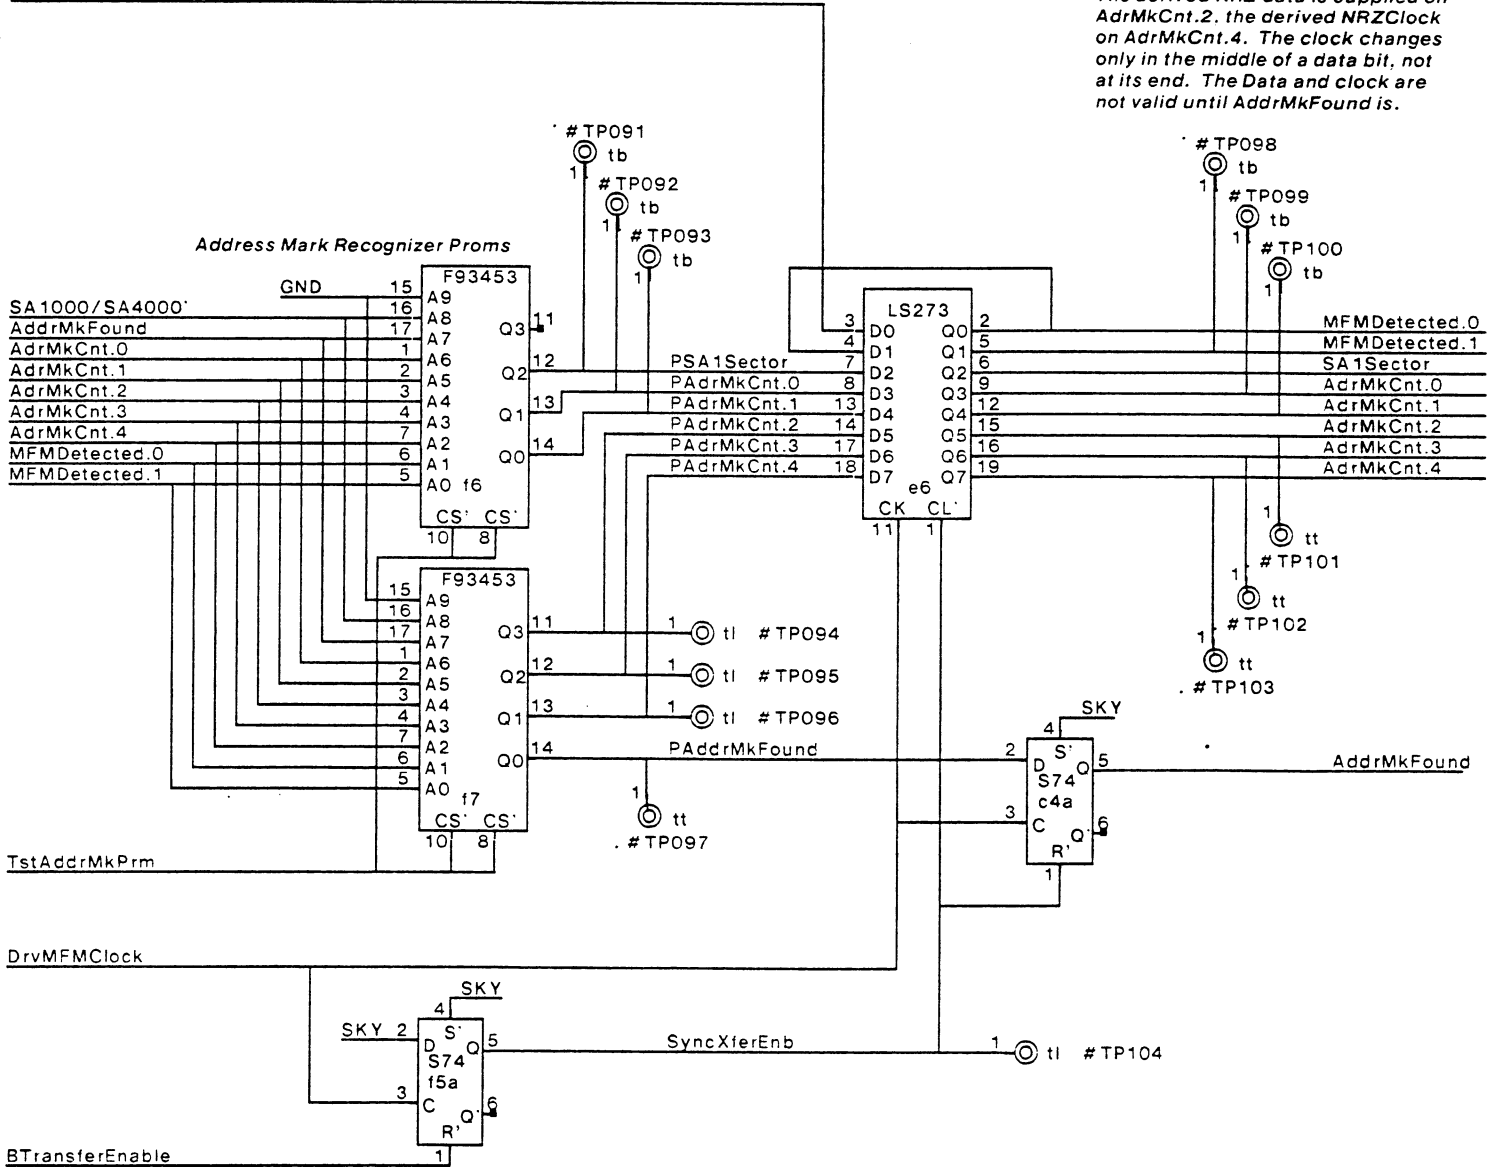 AdrMkCnt.2. the derived NRZClock
on AdrMkCnt.4. The clock changes
only in the middle of a data bit, not
at its end. The Data and clock are
not valid until AddrMkFound is.
#TP091
tb
1
#TP092
tb
1
#TP093
tb
1
#TP098
tb
1
#TP099
tb
1
#TP100
tb
1
Address Mark Recognizer Proms
GND 15
SA1000/SA4000' 16
AddrMkFound 17
AdrMkCnt.0 1
AdrMkCnt.1 2
AdrMkCnt.2 3
AdrMkCnt.3 4
AdrMkCnt.4 7
MFMDetected.0 6
MFMDetected.1 5
F93453
A9
A8
A7
A6
A5
A4
A3
A2
A1
A0 f6
Q3 11
Q2 12
Q1 13
Q0 14
CS' CS'
10 8
PSA1Sector 7
PAdrMkCnt.0 8
PAdrMkCnt.1 13
PAdrMkCnt.2 14
PAdrMkCnt.3 17
PAdrMkCnt.4 18
LS273
3 D0 Q0 2
4 D1 Q1 5
D2 Q2 6
D3 Q3 9
D4 Q4 12
D5 Q5 15
D6 Q6 16
D7 Q7 19
e6
CK CL'
11 1
MFMDetected.0
MFMDetected.1
SA1Sector
AdrMkCnt.0
AdrMkCnt.1
AdrMkCnt.2
AdrMkCnt.3
AdrMkCnt.4
1
tt
#TP101
1
tt
#TP102
1
tt
#TP103
F93453
15 A9
16 A8
17 A7
1 A6
2 A5
3 A4
4 A3
7 A2
6 A1
5 A0
f7
Q3 11
Q2 12
Q1 13
Q0 14
CS' CS'
10 8
1 tl #TP094
1 tl #TP095
1 tl #TP096
PAddrMkFound
1
tt
#TP097
SKY
4
2 D S' Q 5
S74
c4a
3 C Q' 6
R'
1
AddrMkFound
TstAddrMkPrm
DrvMFMClock
SKY
4
SKY 2 D S' Q 5
S74
f5a
3 C Q' 6
R'
1
SyncXferEnb
1 tl #TP104
BTransferEnable